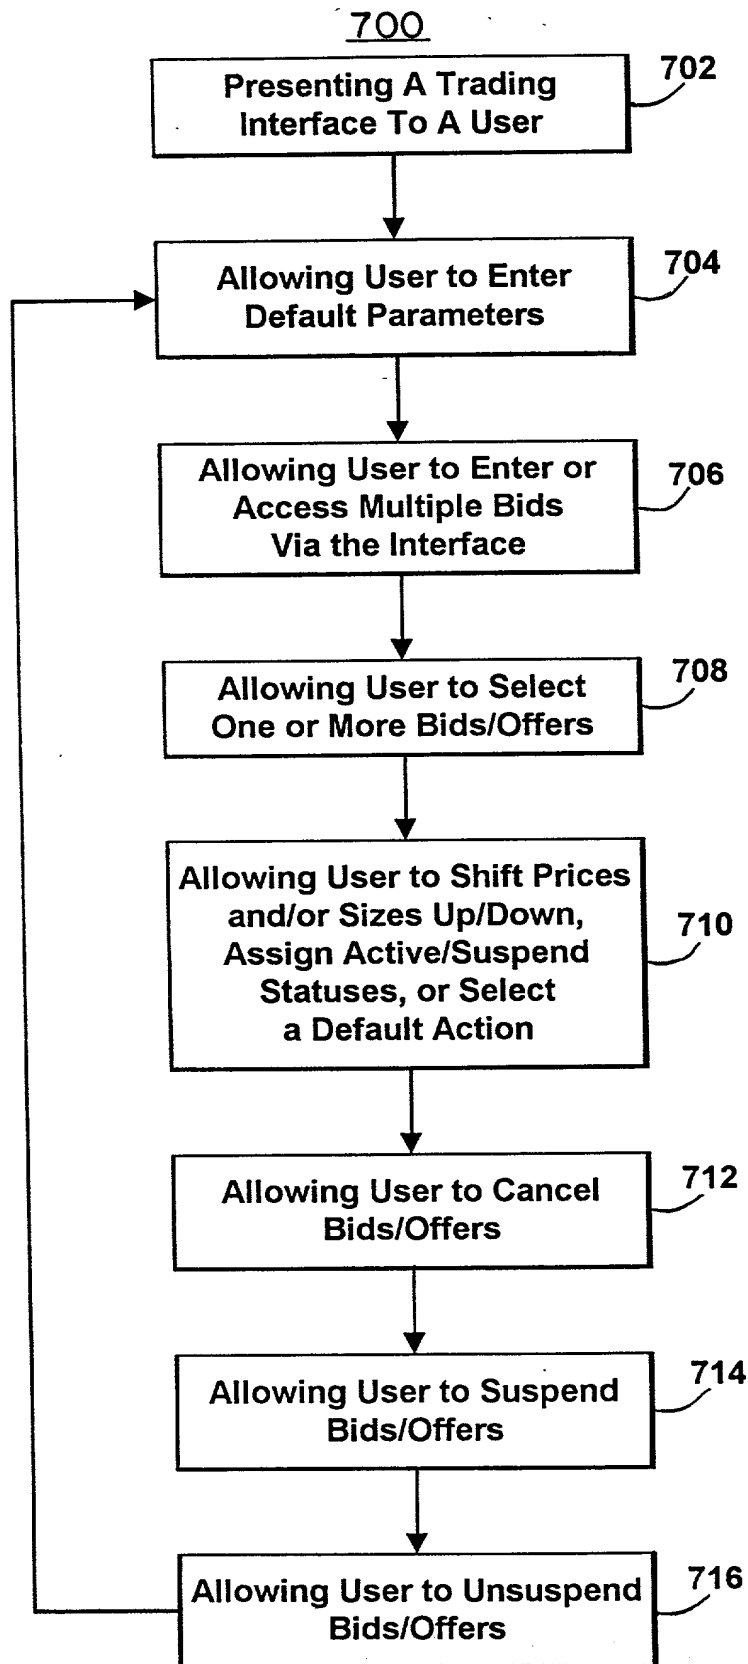 700
Presenting A Trading
Interface To A User
702
Allowing User to Enter
Default Parameters
704
Allowing User to Enter or
Access Multiple Bids
Via the Interface
706
Allowing User to Select
One or More Bids/Offers
708
Allowing User to Shift Prices
and/or Sizes Up/Down,
Assign Active/Suspend
Statuses, or Select
a Default Action
710
Allowing User to Cancel
Bids/Offers
712
Allowing User to Suspend
Bids/Offers
714
Allowing User to Unsuspend
Bids/Offers
716